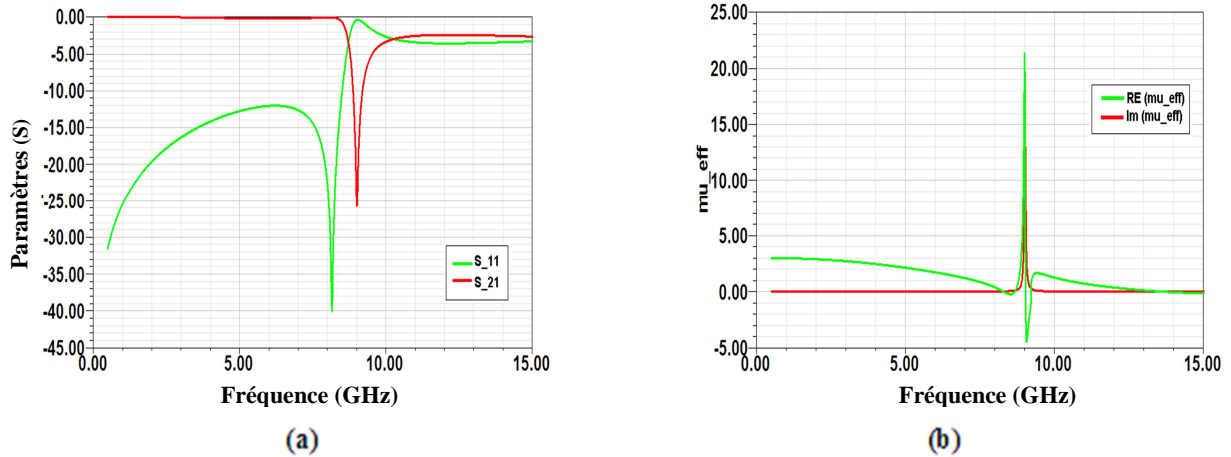 0.00
-5.00
-10.00
-15.00
-20.00
-25.00
-30.00
-35.00
-40.00
-45.00
Paramètres (S)
S_11
S_21
0.00
5.00
10.00
15.00
Fréquence (GHz)
(a)
25.00
20.00
15.00
10.00
5.00
0.00
-5.00
mu_eff
RE (mu_eff)
Im (mu_eff)
0.00
5.00
10.00
15.00
Fréquence (GHz)
(b)